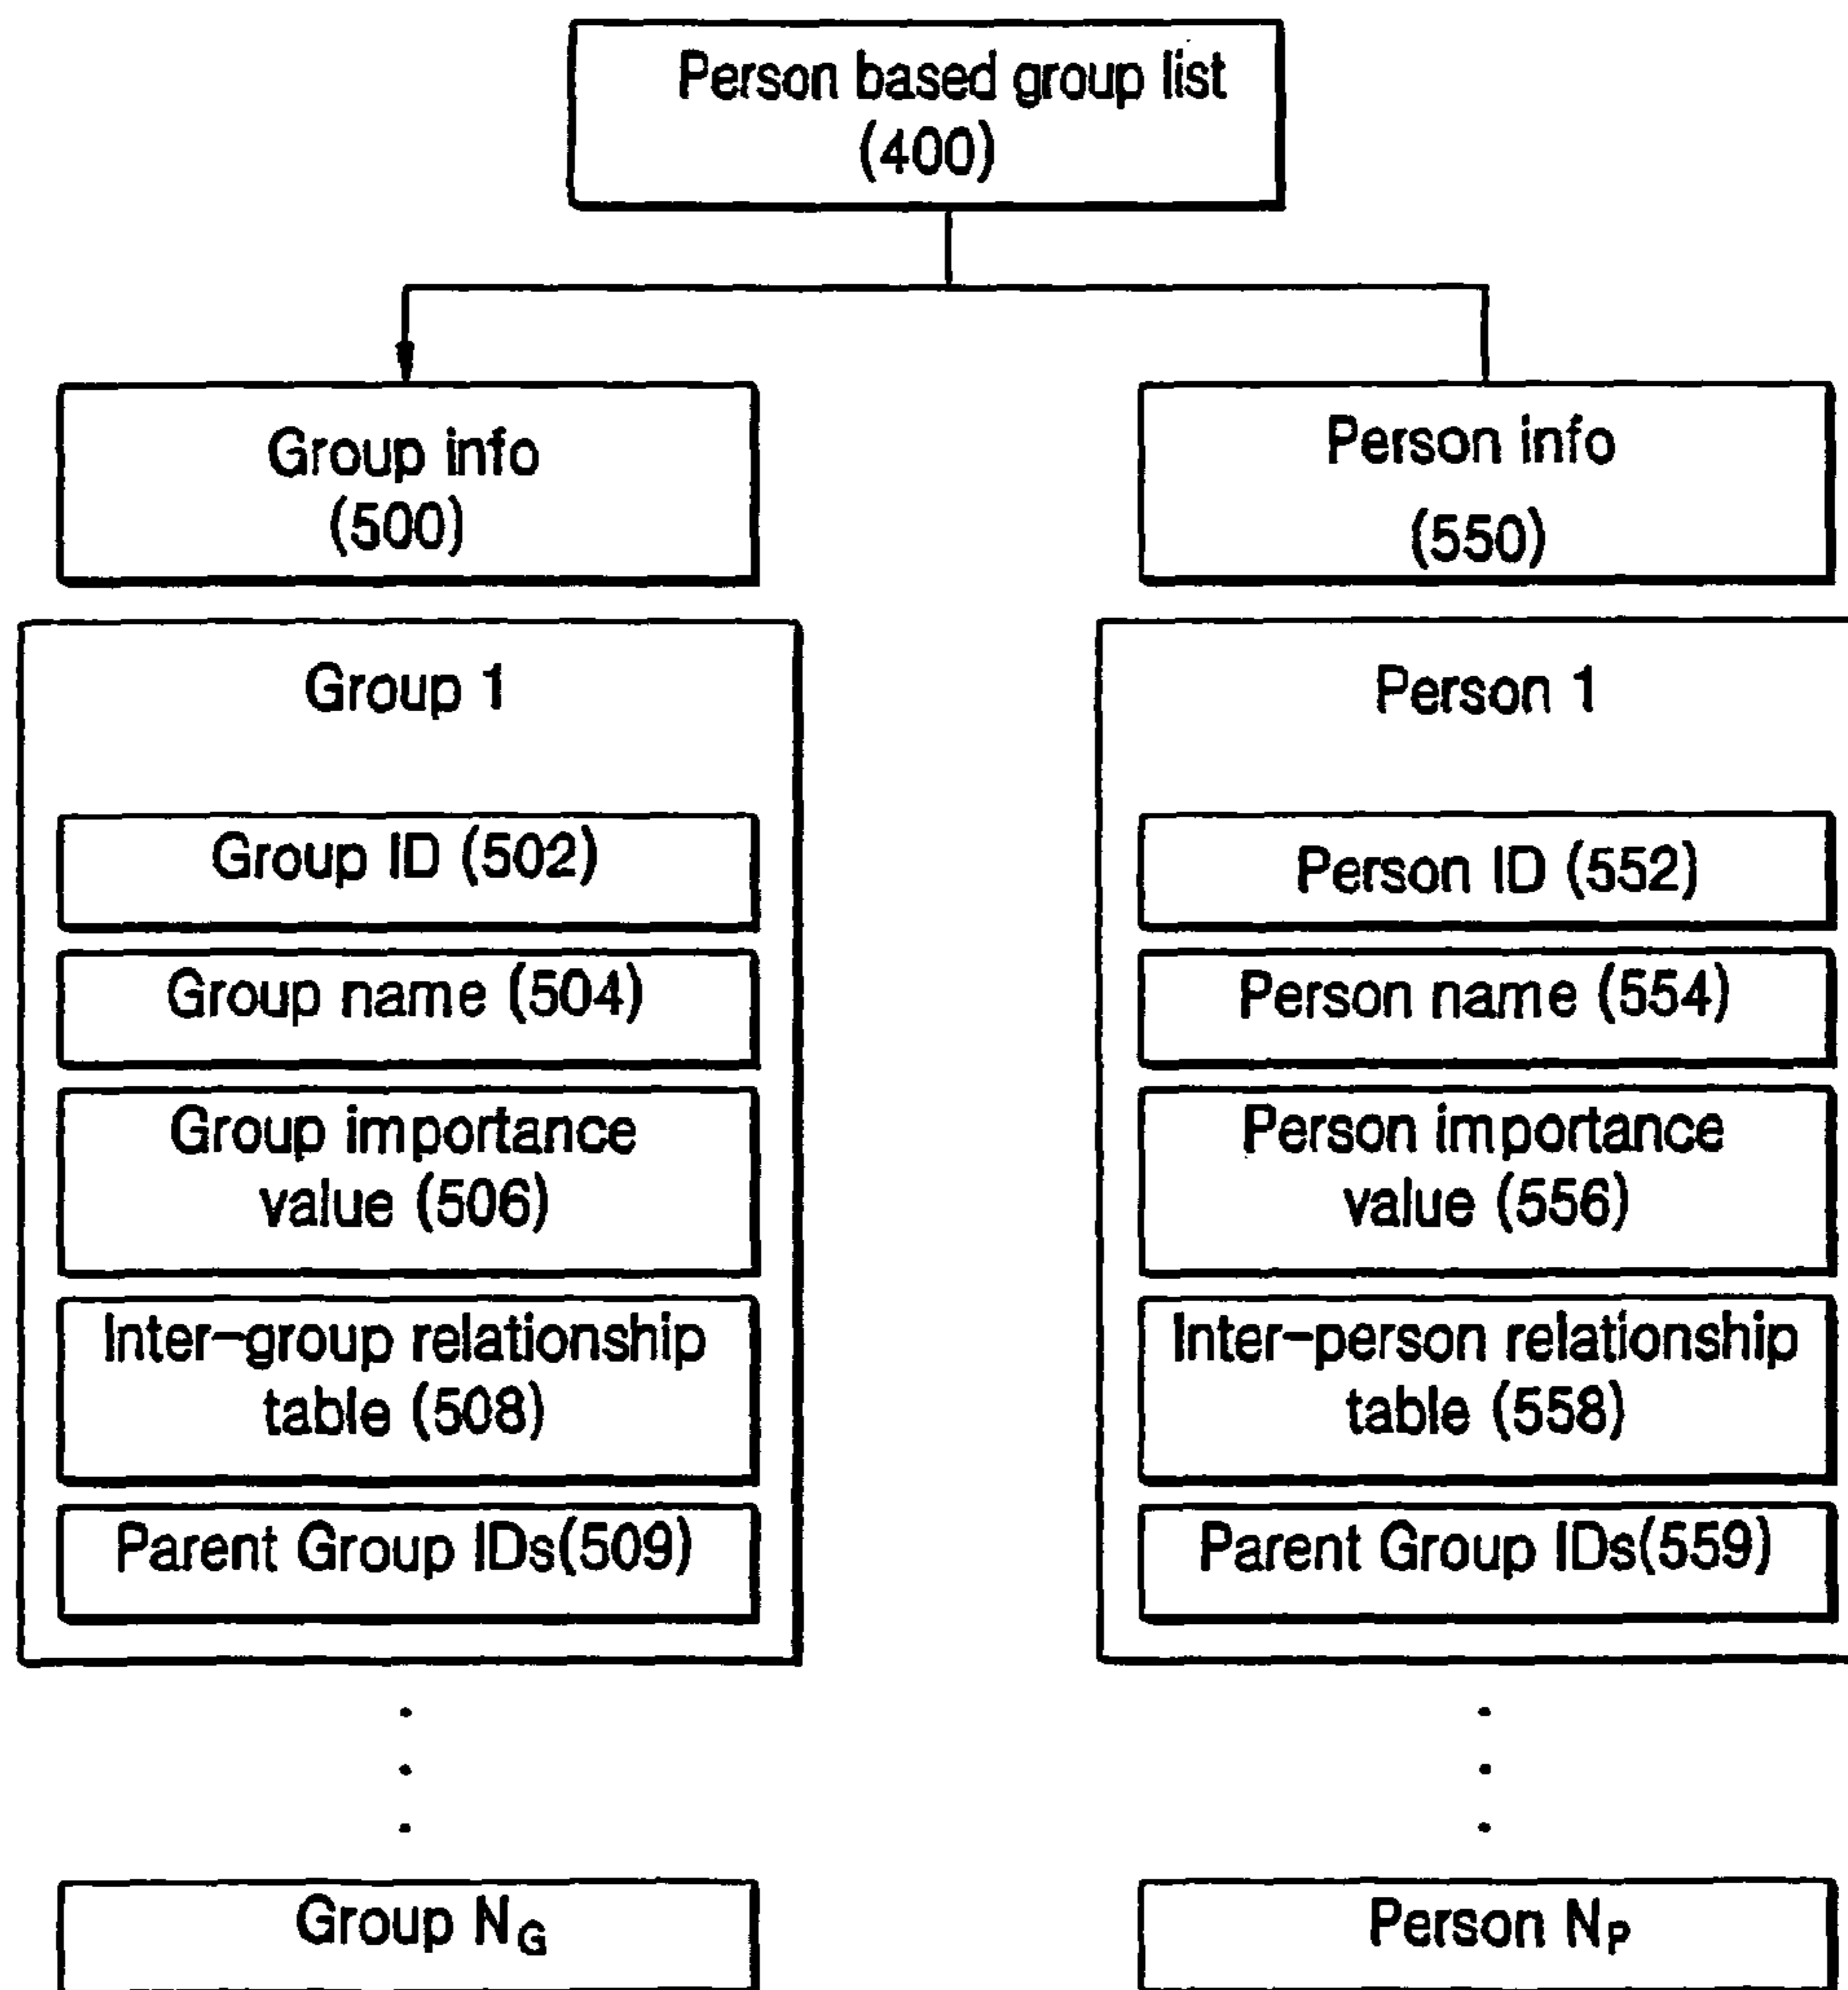 Person based group list
(400)
Group info
(500)
Person info
(550)
Group 1
Group ID (502)
Group name (504)
Group importance
value (506)
Inter-group relationship
table (508)
Parent Group IDs(509)
Group NG
Person 1
Person ID (552)
Person name (554)
Person importance
value (556)
Inter-person relationship
table (558)
Parent Group IDs(559)
Person NP